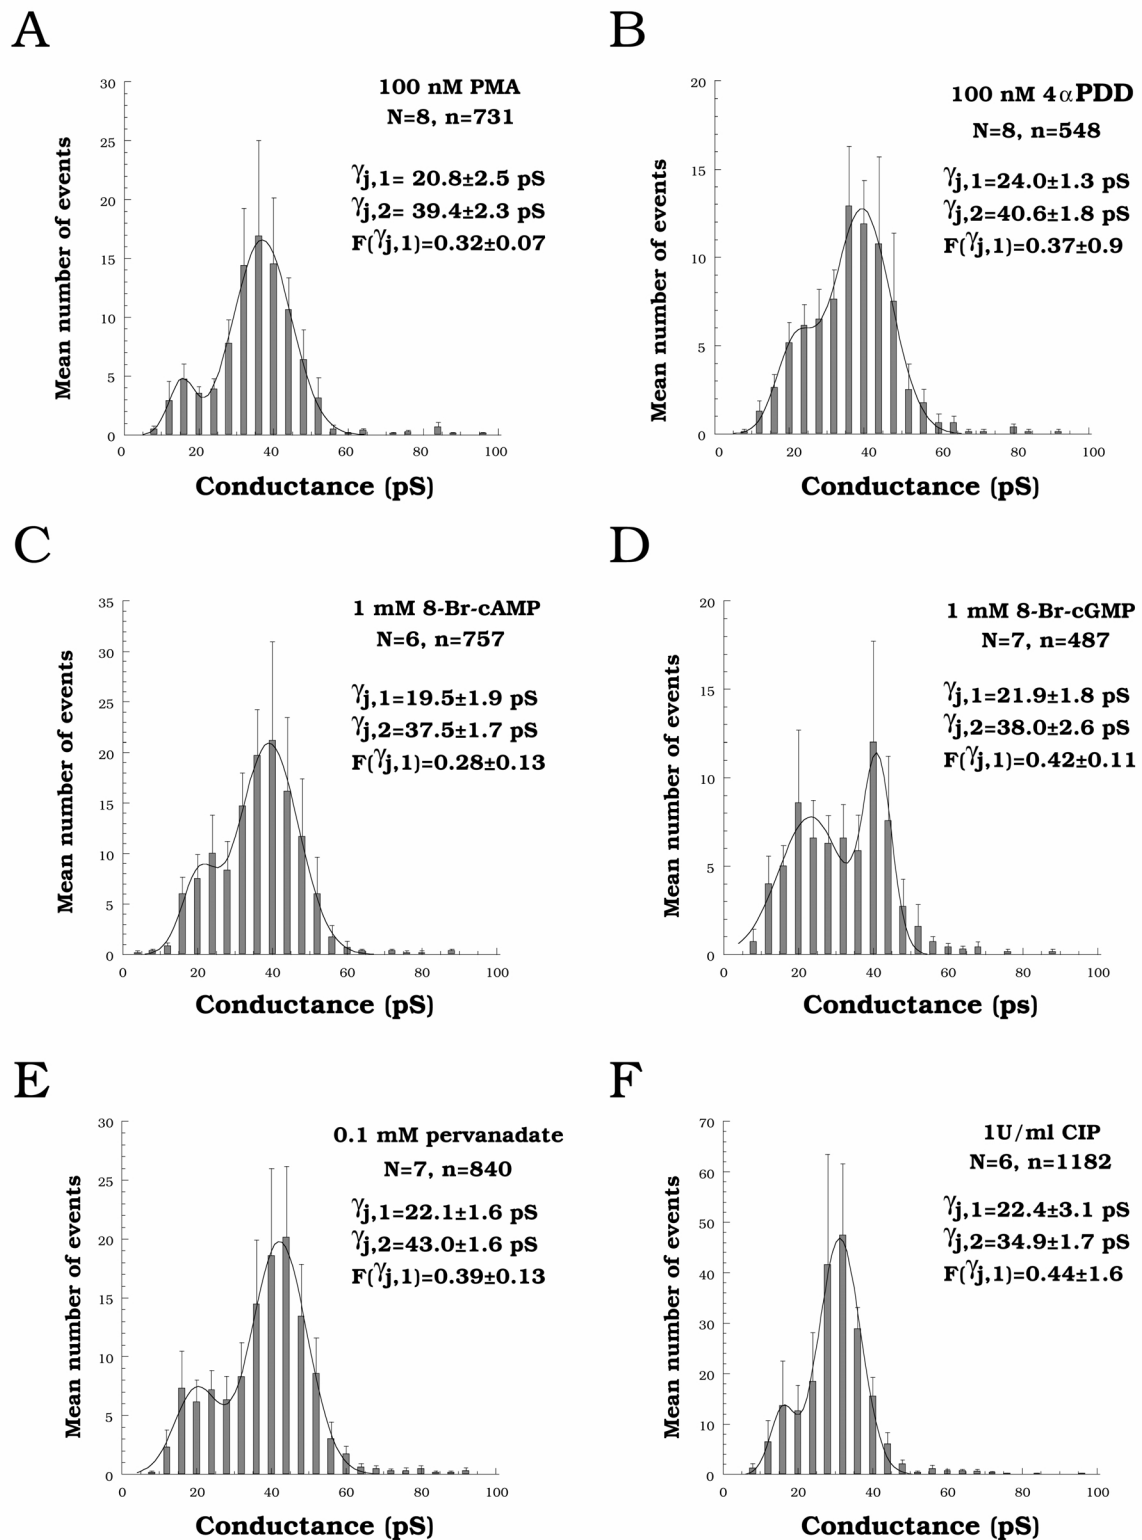 A
100 nM PMA
N=8, n=731
γj,1= 20.8±2.5 pS
γj,2= 39.4±2.3 pS
F(γj,1)=0.32±0.07
Mean number of events
30
25
20
15
10
5
0
0 20 40 60 80 100
Conductance (pS)
B
100 nM 4αPDD
N=8, n=548
γj,1=24.0±1.3 pS
γj,2=40.6±1.8 pS
F(γj,1)=0.37±0.9
Mean number of events
20
15
10
5
0
0 20 40 60 80 100
Conductance (pS)
C
1 mM 8-Br-cAMP
N=6, n=757
γj,1=19.5±1.9 pS
γj,2=37.5±1.7 pS
F(γj,1)=0.28±0.13
Mean number of events
35
30
25
20
15
10
5
0
0 20 40 60 80 100
Conductance (pS)
D
1 mM 8-Br-cGMP
N=7, n=487
γj,1=21.9±1.8 pS
γj,2=38.0±2.6 pS
F(γj,1)=0.42±0.11
Mean number of events
20
15
10
5
0
0 20 40 60 80 100
Conductance (ps)
E
0.1 mM pervanadate
N=7, n=840
γj,1=22.1±1.6 pS
γj,2=43.0±1.6 pS
F(γj,1)=0.39±0.13
Mean number of events
30
25
20
15
10
5
0
0 20 40 60 80 100
Conductance (pS)
F
1U/ml CIP
N=6, n=1182
γj,1=22.4±3.1 pS
γj,2=34.9±1.7 pS
F(γj,1)=0.44±1.6
Mean number of events
70
60
50
40
30
20
10
0
0 20 40 60 80 100
Conductance (pS)